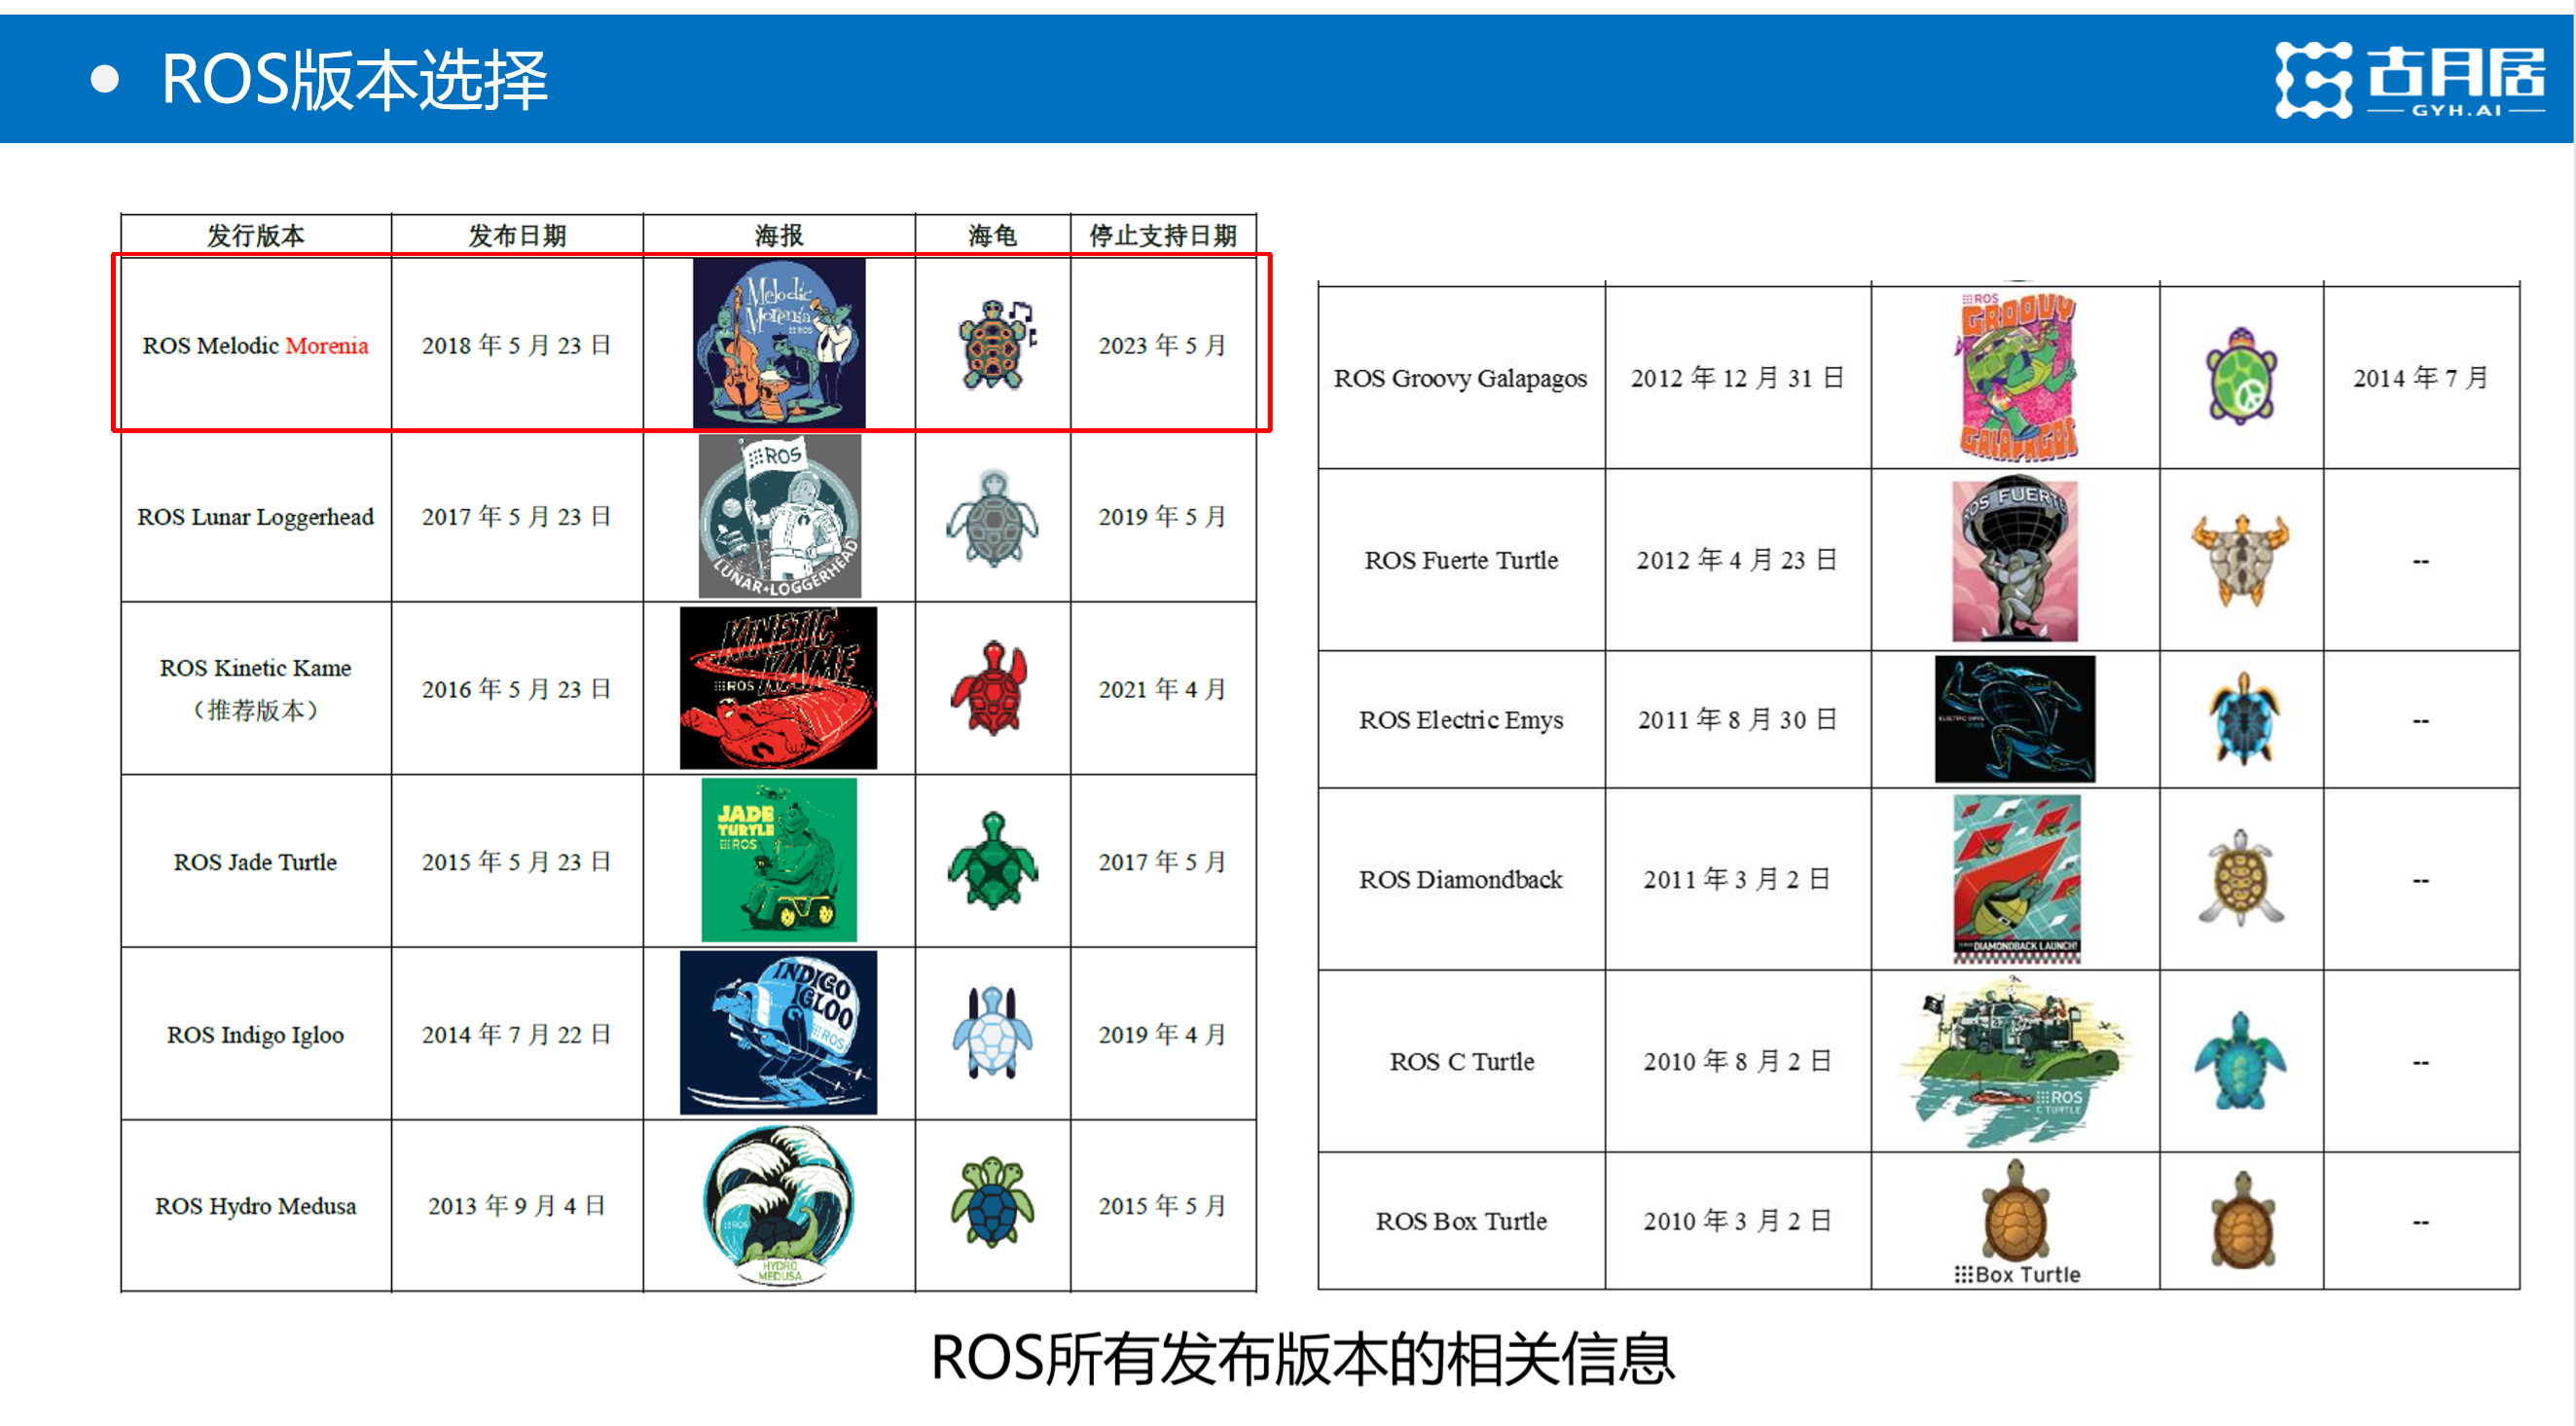 • ROS版本选择
古月居
GYH.AI
发行版本 发布日期 海报 海龟 停止支持日期
ROS Melodic Morenia 2018 年 5 月 23 日 Melodic Morenia ROS 2023 年 5 月
ROS Lunar Loggerhead 2017 年 5 月 23 日 ROS LUNAR LOGGERHEAD 2019 年 5 月
ROS Kinetic Kame
（推荐版本） 2016 年 5 月 23 日 KINETIC KAME ROS 2021 年 4 月
ROS Jade Turtle 2015 年 5 月 23 日 JADE TURTLE ROS 2017 年 5 月
ROS Indigo Igloo 2014 年 7 月 22 日 INDIGO IGLOO ROS 2019 年 4 月
ROS Hydro Medusa 2013 年 9 月 4 日 ROS HYDRO MEDUSA 2015 年 5 月
ROS Groovy Galapagos 2012 年 12 月 31 日 ROS GROOVY GALAPAGOS 2014 年 7 月
ROS Fuerte Turtle 2012 年 4 月 23 日 ROS FUERTE --
ROS Electric Emys 2011 年 8 月 30 日 ELECTRIC EMYS --
ROS Diamondback 2011 年 3 月 2 日 DIAMONDBACK LAUNCH! --
ROS C Turtle 2010 年 8 月 2 日 ROS C TURTLE --
ROS Box Turtle 2010 年 3 月 2 日 Box Turtle --
ROS所有发布版本的相关信息